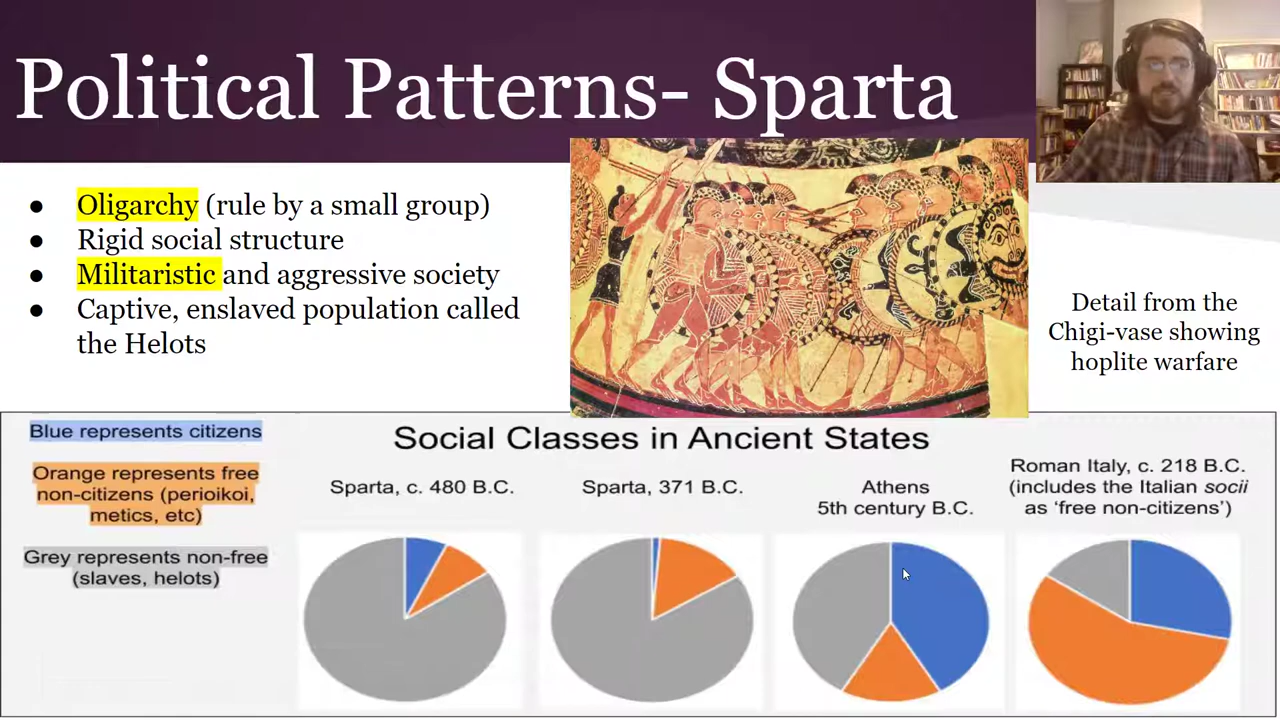 Political Patterns- Sparta
● Oligarchy (rule by a small group)
● Rigid social structure
● Militaristic and aggressive society
● Captive, enslaved population called
the Helots
Detail from the
Chigi-vase showing
hoplite warfare
Blue represents citizens
Orange represents free
non-citizens (perioikoi,
metics, etc)
Grey represents non-free
(slaves, helots)
Social Classes in Ancient States
Sparta, c. 480 B.C.
Sparta, 371 B.C.
Athens
5th century B.C.
Roman Italy, c. 218 B.C.
(includes the Italian socii
as ‘free non-citizens’)